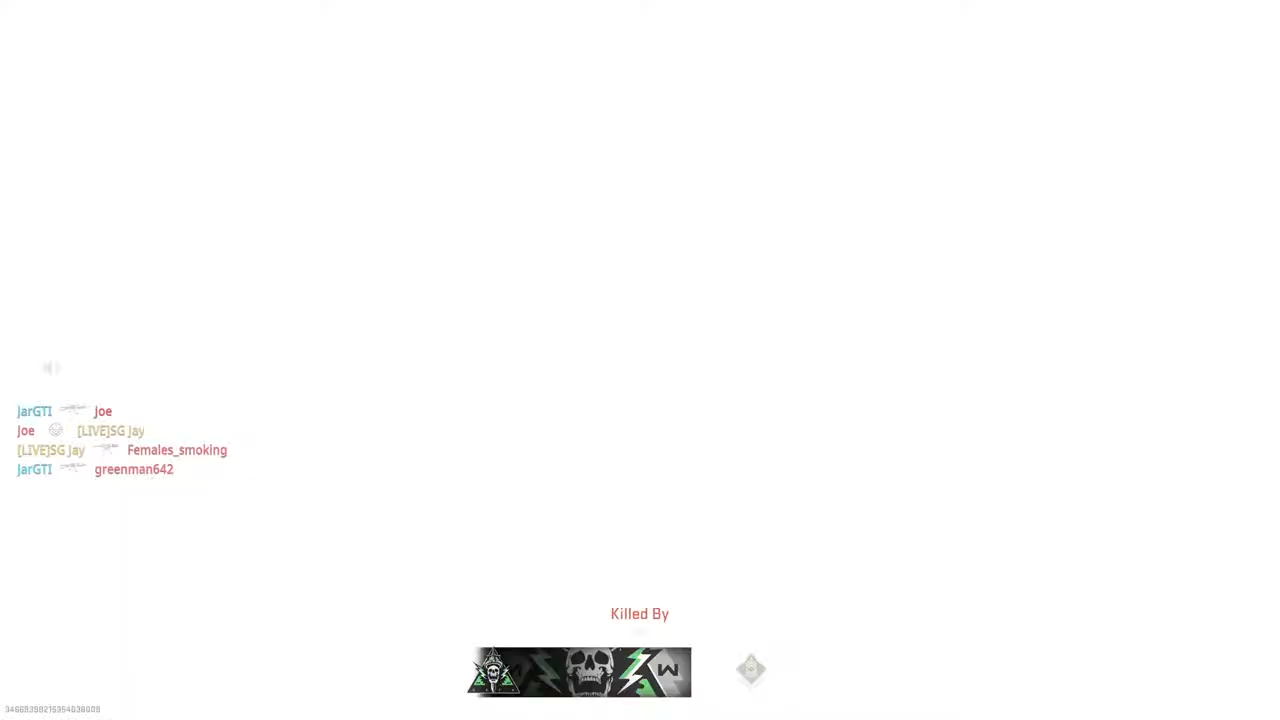 JarGTI Joe
Joe [LIVE]SG Jay
[LIVE]SG Jay Females_smoking
JarGTI greenman642
Killed By